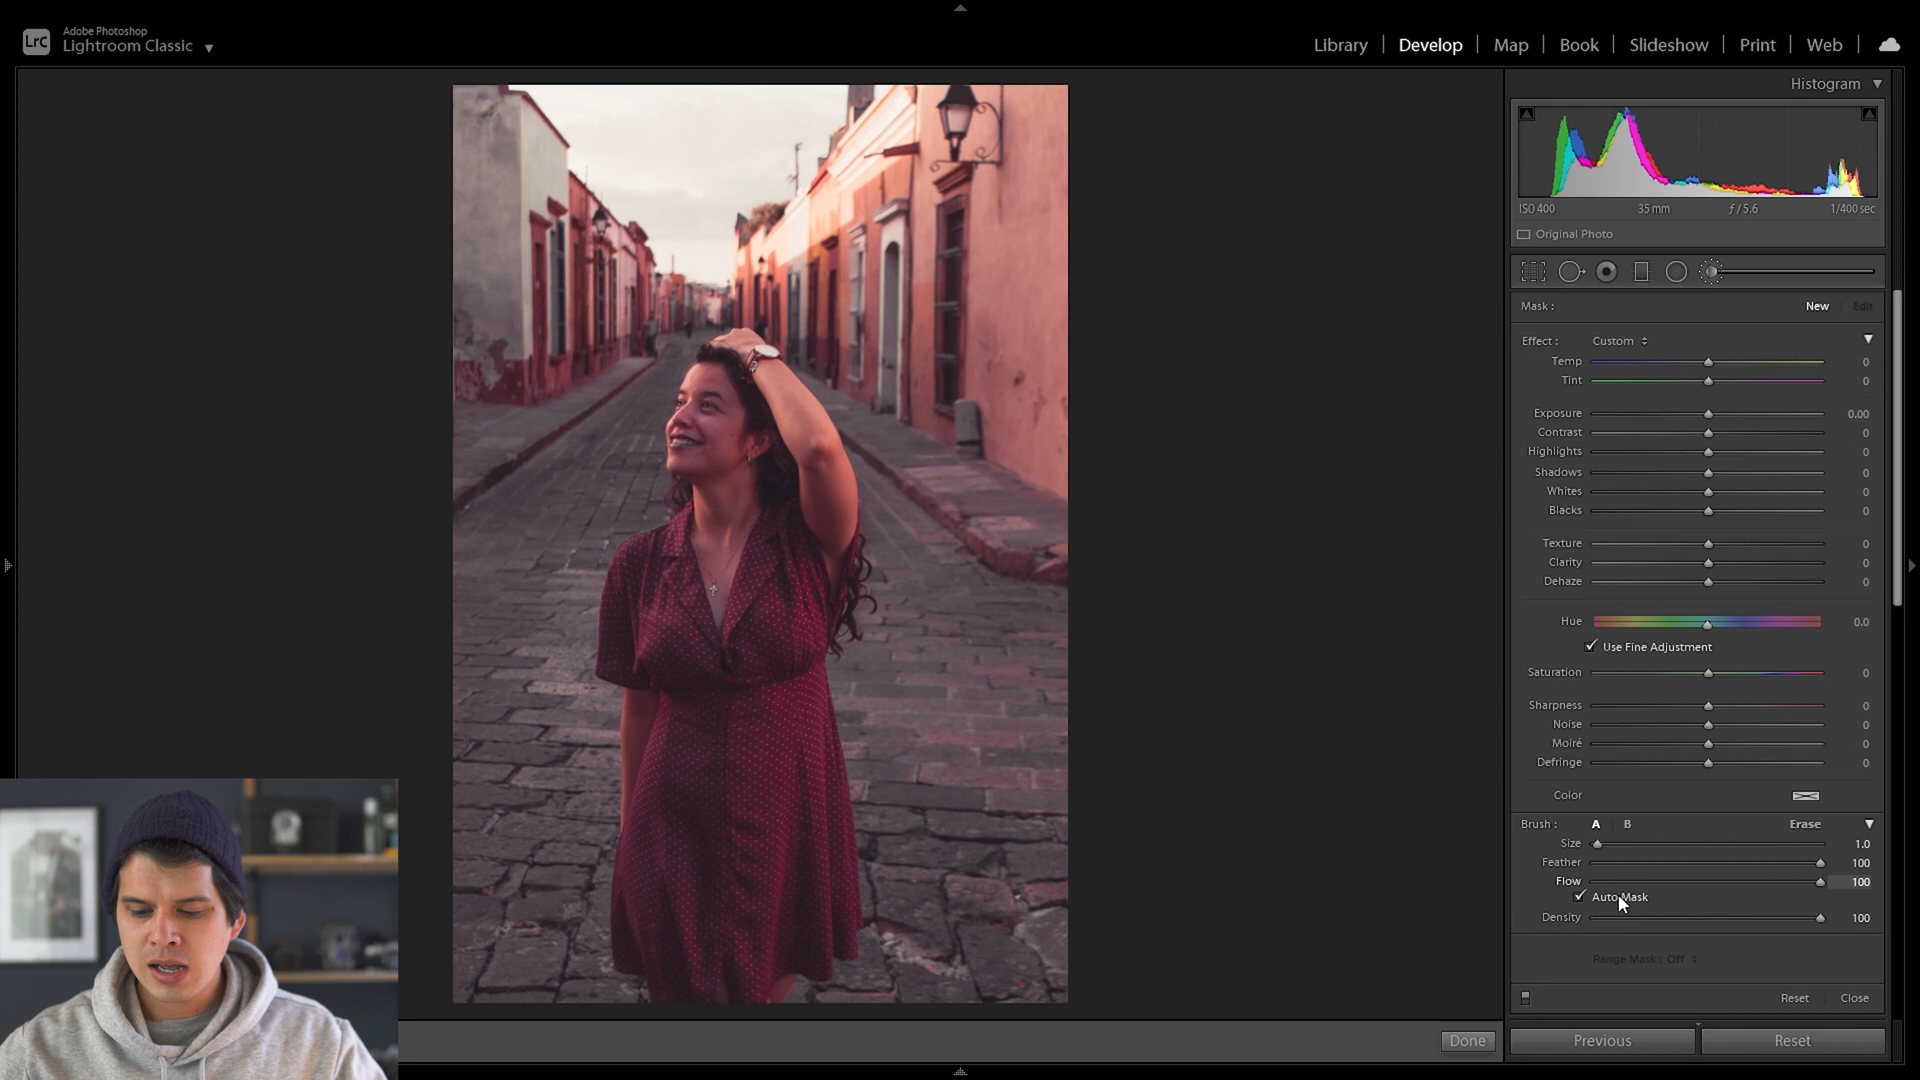 Adobe Photoshop
LrC Lightroom Classic
Library | Develop | Map | Book | Slideshow | Print | Web |
Histogram
ISO 400 35 mm ƒ / 5.6 1/400 sec
Original Photo
Mask : New | Edit
Effect : Custom
Temp 0
Tint 0
Exposure 0.00
Contrast 0
Highlights 0
Shadows 0
Whites 0
Blacks 0
Texture 0
Clarity 0
Dehaze 0
Hue 0.0
Use Fine Adjustment
Saturation 0
Sharpness 0
Noise 0
Moiré 0
Defringe 0
Color
Brush : A | B Erase
Size 1.0
Feather 100
Flow 100
Auto Mask
Density 100
Range Mask : Off
Reset | Close
Done Previous Reset